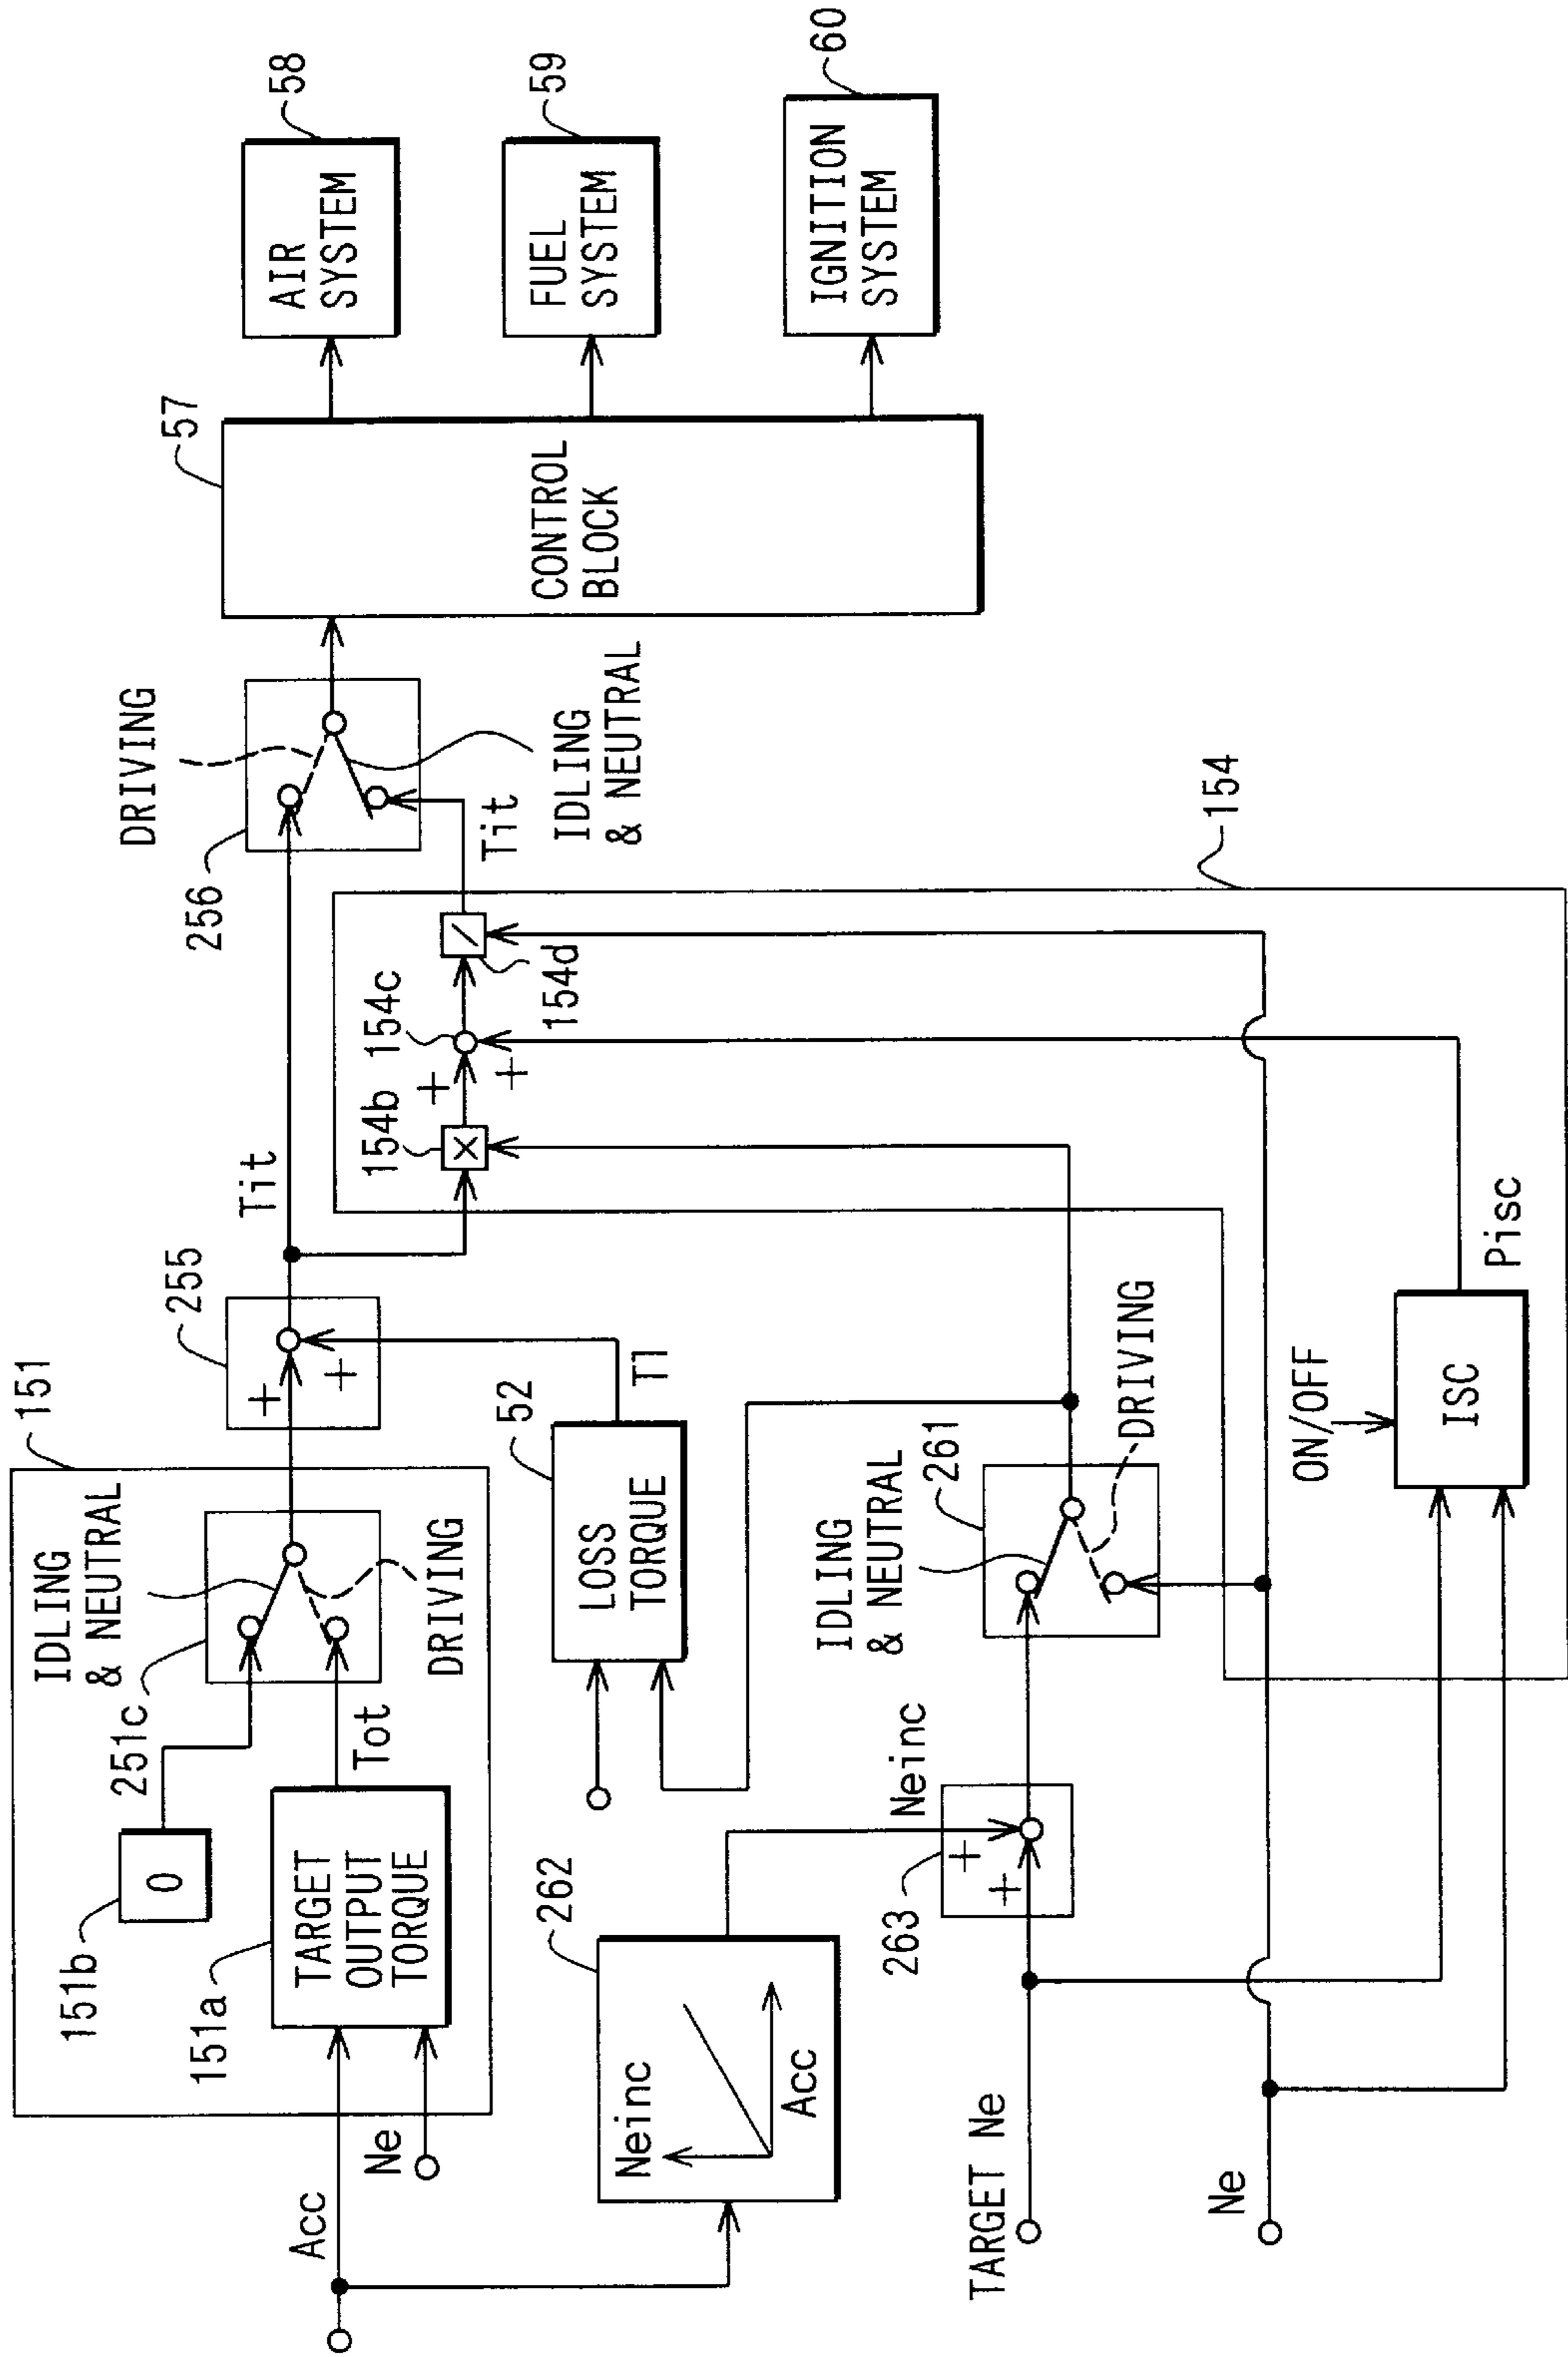 151
IDLING
& NEUTRAL
251c
151b
0
151a
TARGET
OUTPUT
TORQUE
Tot
DRIVING
Acc
Ne
255
+
+
Tit
DRIVING
256
Tit
IDLING
& NEUTRAL
57
CONTROL
BLOCK
AIR
SYSTEM
58
FUEL
SYSTEM
59
IGNITION
SYSTEM
60
52
LOSS
TORQUE
Tl
154b
×
+
+
154c
/
154d
154
262
Neinc
Acc
Neinc
263
+
+
IDLING
& NEUTRAL
261
DRIVING
TARGET Ne
Ne
ON/OFF
ISC
Pisc